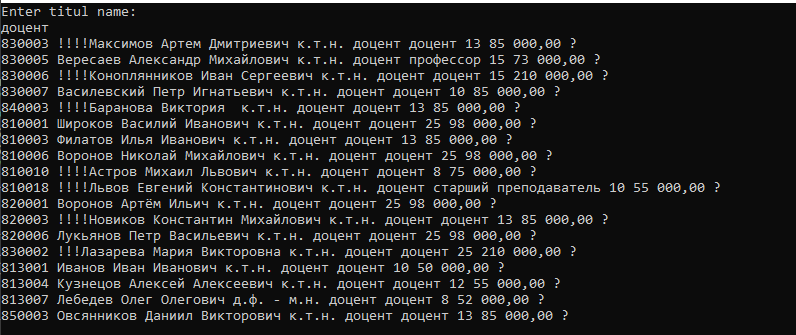 Enter titul name:
доцент
830003 !!!!Максимов Артем Дмитриевич к.т.н. доцент доцент 13 85 000,00 ?
830005 Вересаев Александр Михайлович к.т.н. доцент профессор 15 73 000,00 ?
830006 !!!!Коноплянников Иван Сергеевич к.т.н. доцент доцент 15 210 000,00 ?
830007 Василевский Петр Игнатьевич к.т.н. доцент доцент 10 85 000,00 ?
840003 !!!!Баранова Виктория  к.т.н. доцент доцент 13 85 000,00 ?
810001 Широков Василий Иванович к.т.н. доцент доцент 25 98 000,00 ?
810003 Филатов Илья Иванович к.т.н. доцент доцент 13 85 000,00 ?
810006 Воронов Николай Михайлович к.т.н. доцент доцент 25 98 000,00 ?
810010 !!!!Астров Михаил Львович к.т.н. доцент доцент 8 75 000,00 ?
810018 !!!!Львов Евгений Константинович к.т.н. доцент старший преподаватель 10 55 000,00 ?
820001 Воронов Артём Ильич к.т.н. доцент доцент 25 98 000,00 ?
820003 !!!!Новиков Константин Михайлович к.т.н. доцент доцент 13 85 000,00 ?
820006 Лукьянов Петр Васильевич к.т.н. доцент доцент 25 98 000,00 ?
830002 !!!Лазарева Мария Викторовна к.т.н. доцент доцент 25 210 000,00 ?
813001 Иванов Иван Иванович к.т.н. доцент доцент 10 50 000,00 ?
813004 Кузнецов Алексей Алексеевич к.т.н. доцент доцент 12 55 000,00 ?
813007 Лебедев Олег Олегович д.ф. - м.н. доцент доцент 8 52 000,00 ?
850003 Овсянников Даниил Викторович к.т.н. доцент доцент 13 85 000,00 ?